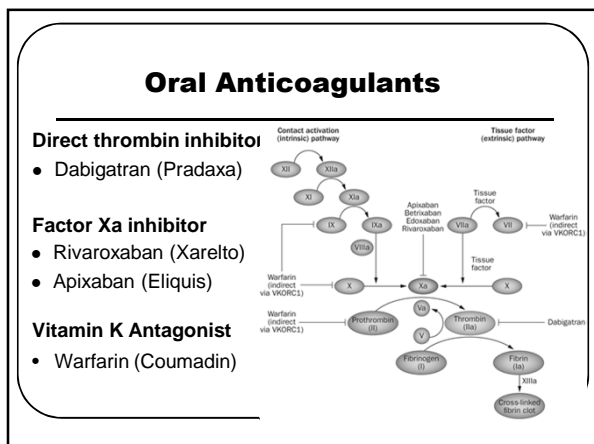 Oral Anticoagulants
Direct thrombin inhibitor
• Dabigatran (Pradaxa)
Factor Xa inhibitor
• Rivaroxaban (Xarelto)
• Apixaban (Eliquis)
Vitamin K Antagonist
• Warfarin (Coumadin)
Contact activation
(intrinsic) pathway
Tissue factor
(extrinsic) pathway
XII
XIIa
XI
XIa
IX
IXa
VIIIa
Apixaban
Betrixaban
Edoxaban
Rivaroxaban
Tissue
factor
VIIa
VII
Warfarin
(indirect
via VKORC1)
Tissue
factor
Warfarin
(indirect
via VKORC1)
X
Xa
X
Warfarin
(indirect
via VKORC1)
Prothrombin
(II)
Va
V
Thrombin
(IIa)
Dabigatran
Fibrinogen
(I)
Fibrin
(Ia)
XIIIa
Cross-linked
fibrin clot